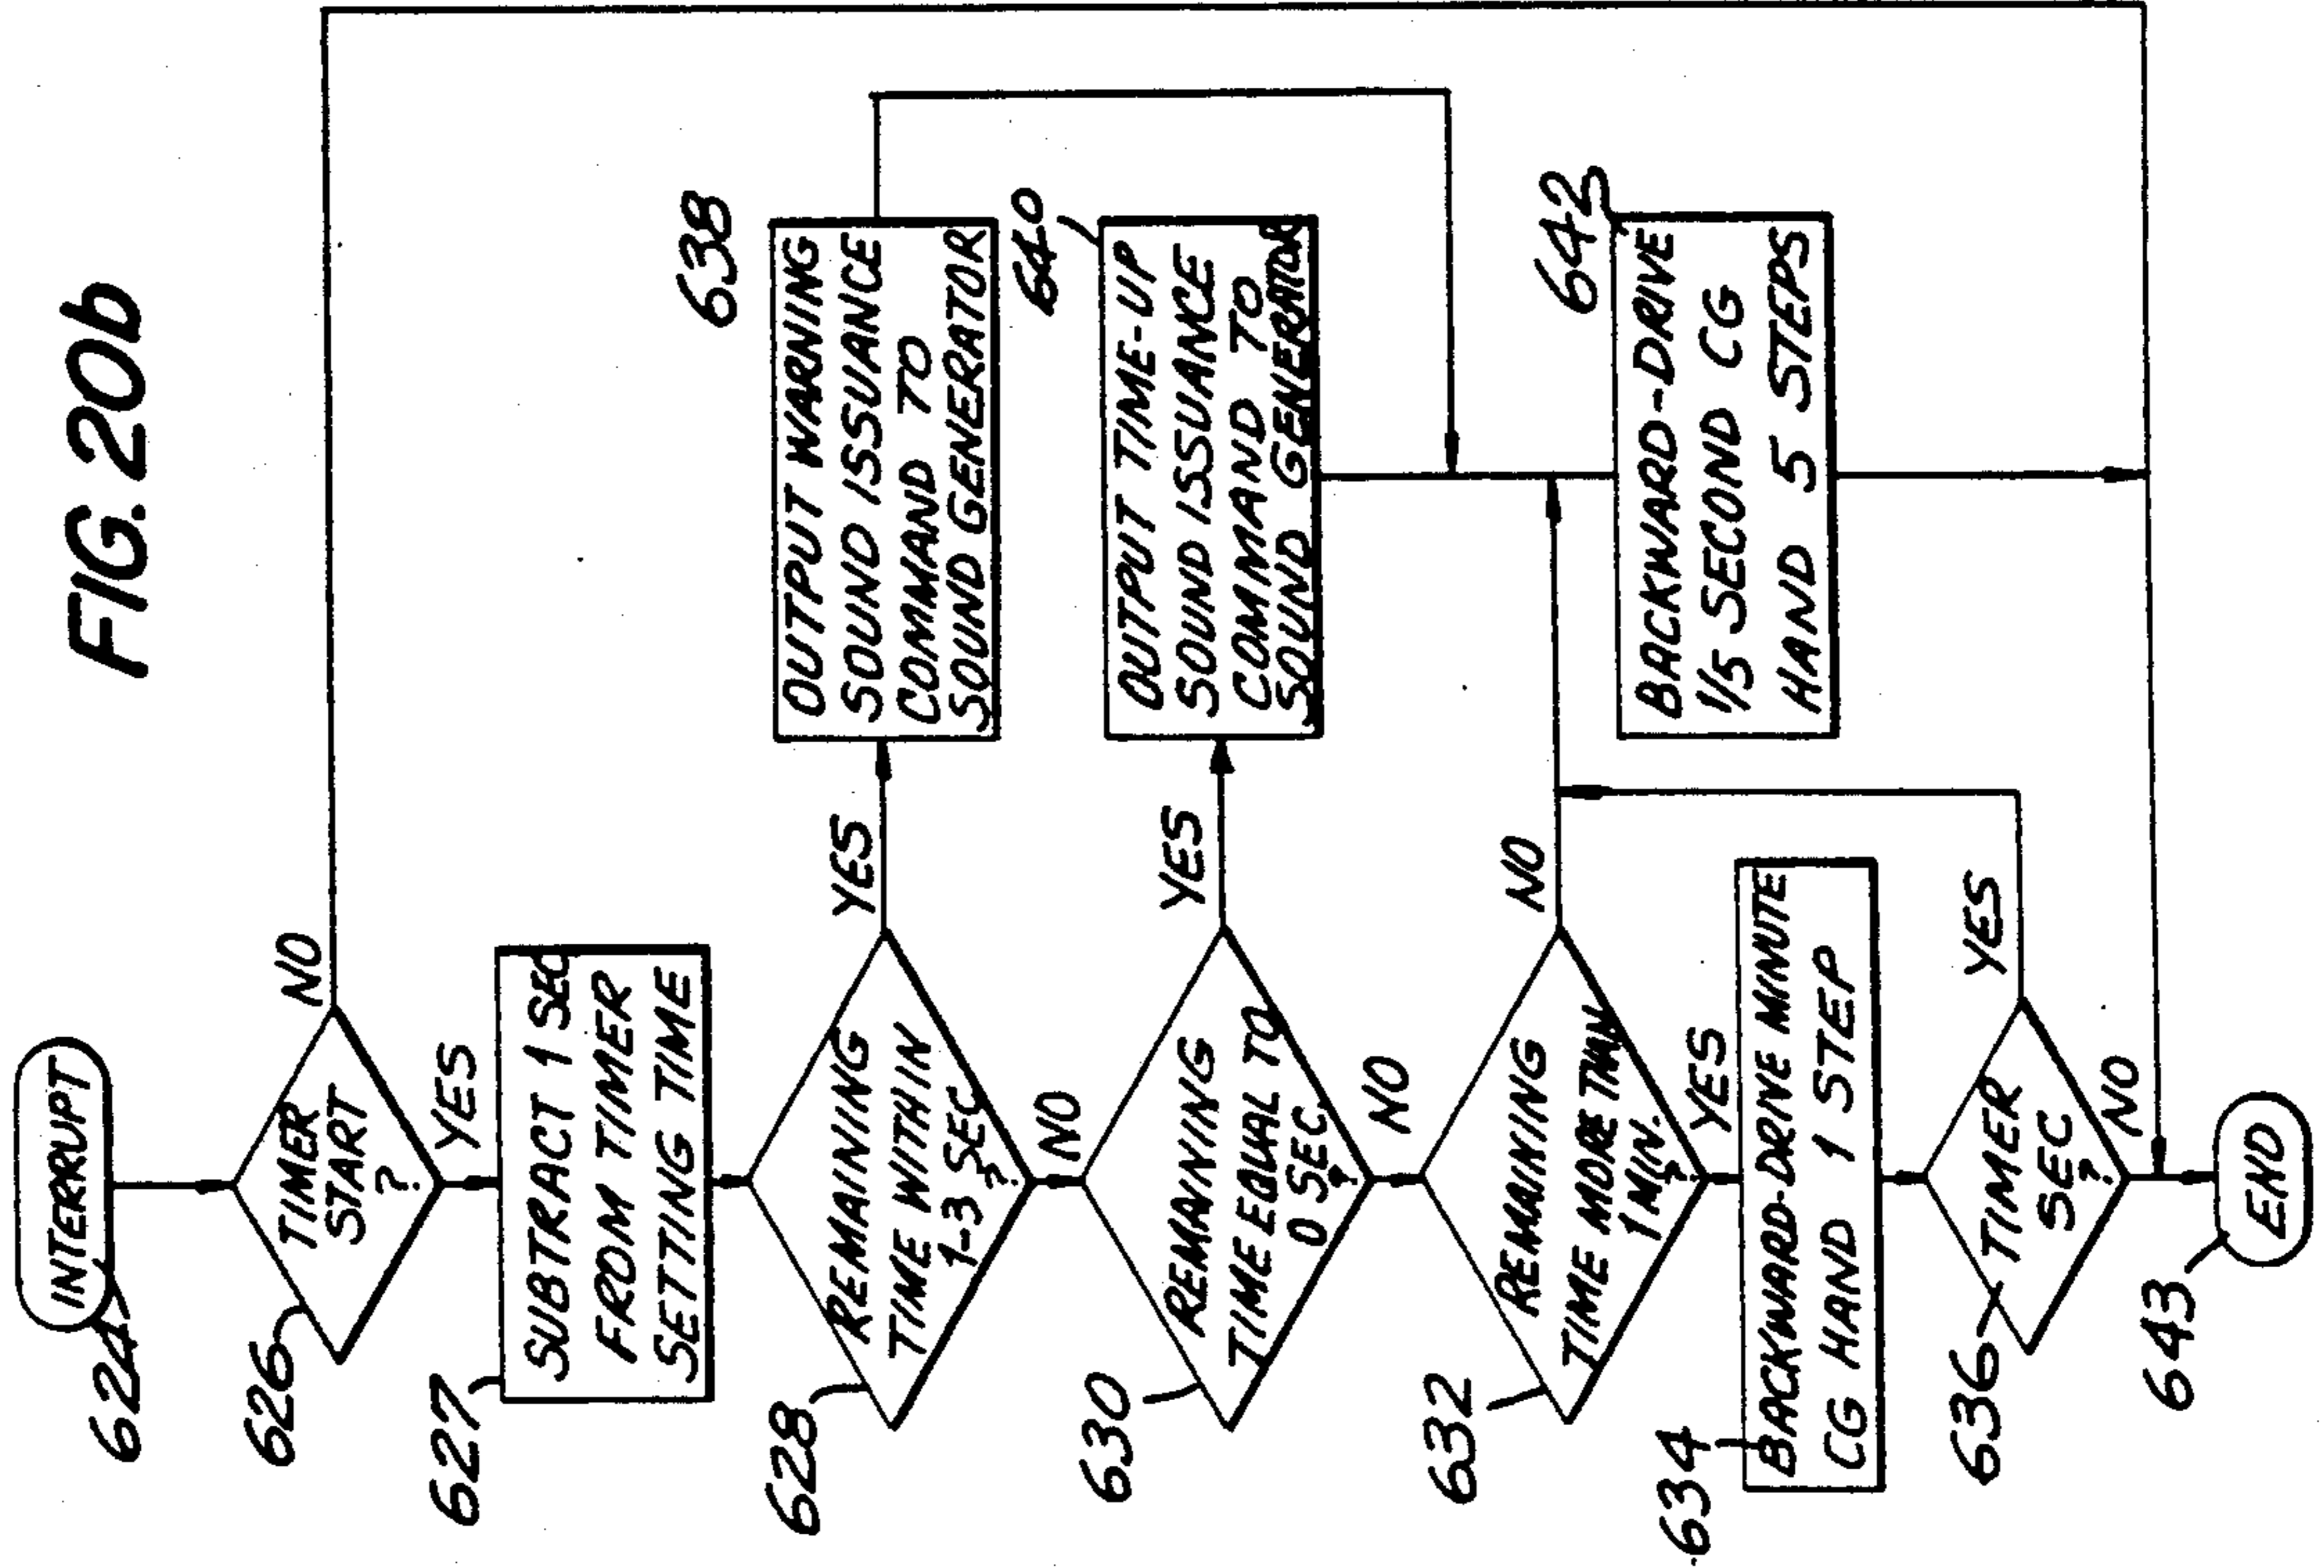 FIG. 20b
INTERRUPT
624
TIMER
START
?
626
NO
YES
SUBTRACT 1 SEC
FROM TIMER
SETTING TIME
627
REMAINING
TIME WITHIN
1-3 SEC
?
628
YES
NO
OUTPUT WARNING
SOUND ISSUANCE
COMMAND TO
SOUND GENERATOR
638
REMAINING
TIME EQUAL TO
0 SEC
?
630
YES
NO
OUTPUT TIME-UP
SOUND ISSUANCE
COMMAND TO
SOUND GENERATOR
640
REMAINING
TIME MORE THAN
1 MIN.
?
632
NO
YES
BACKWARD-DRIVE
1/5 SECOND CG
HAND 5 STEPS
642
BACKWARD-DRIVE MINUTE
CG HAND 1 STEP
634
TIMER
SEC
?
636
YES
NO
END
643